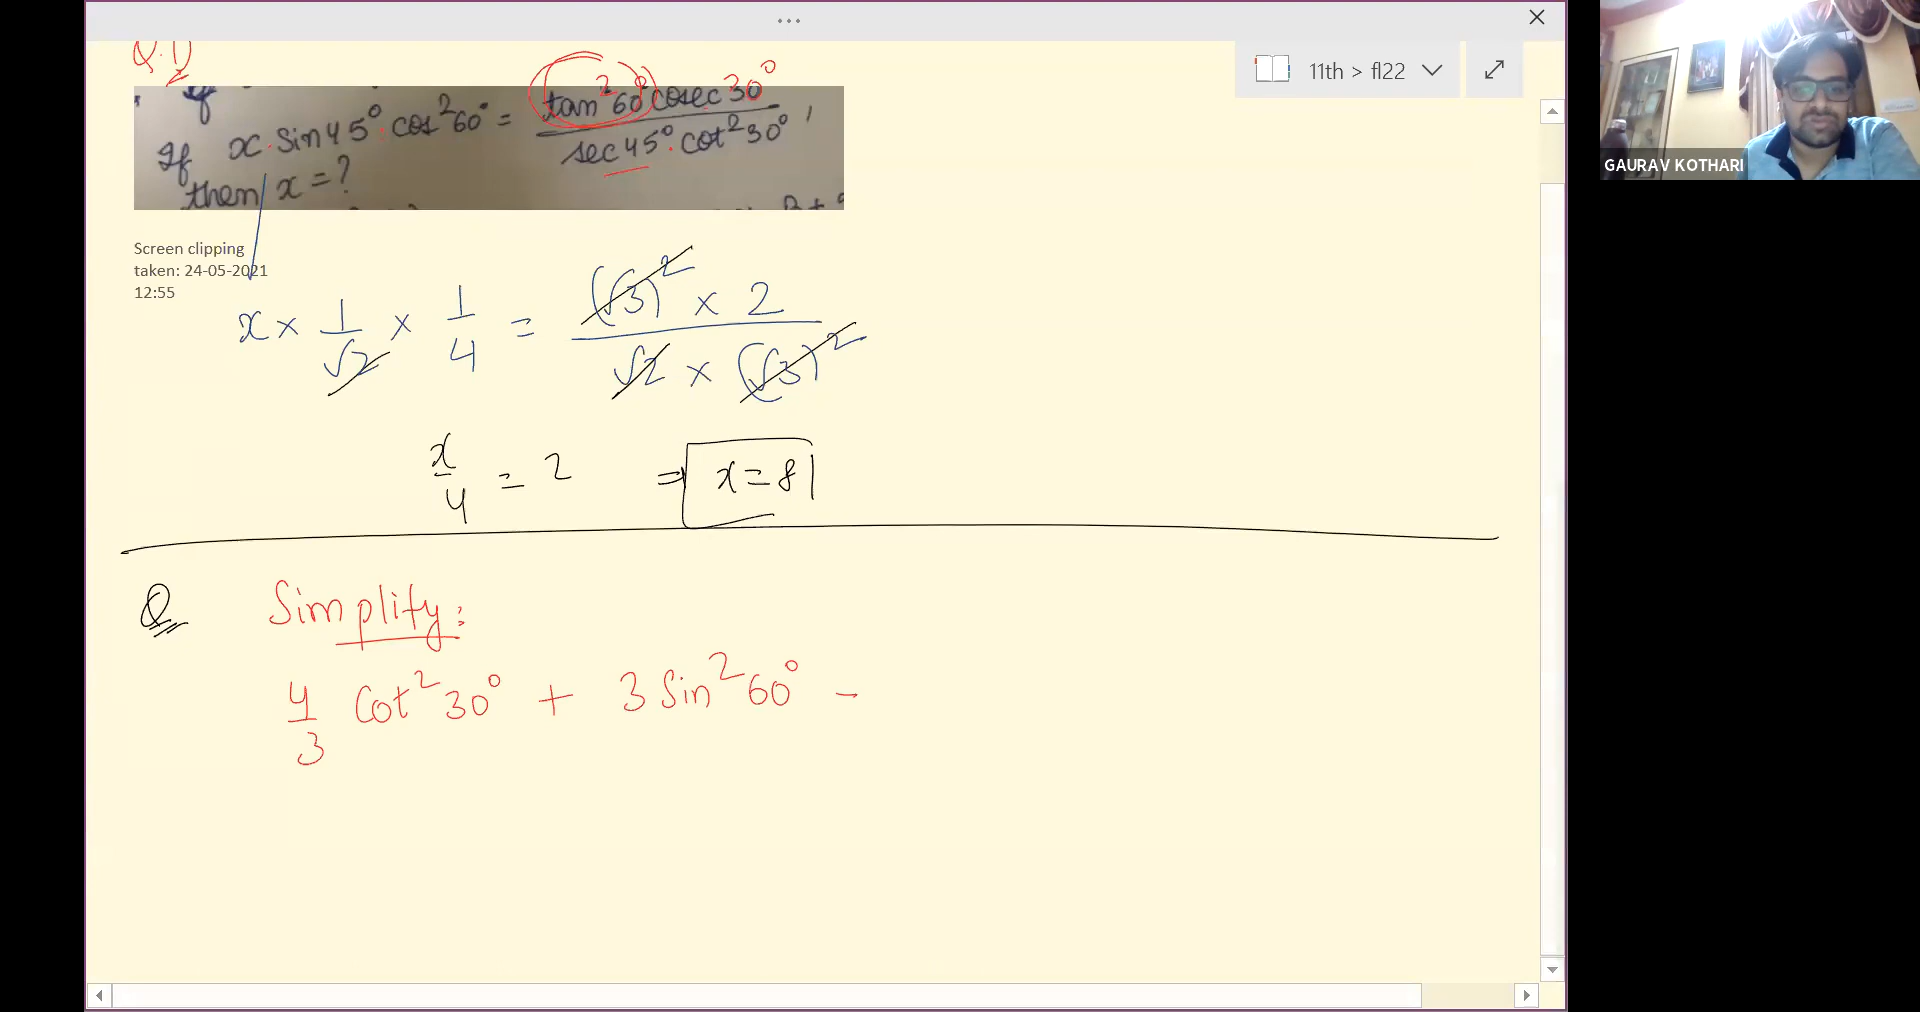 Q.1)
11th > fl22
If x.sin45°.cos²60° = tan²60° cosec30° / sec45°.cot²30° ,
then x = ?
GAURAV KOTHARI
Screen clipping
taken: 24-05-2021
12:55
x × 1/√2 × 1/4 = (√3)² × 2 / √2 × (√3)²
x/4 = 2 ⇒ x = 8
Q Simplify:
4/3 Cot²30° + 3 Sin²60° -